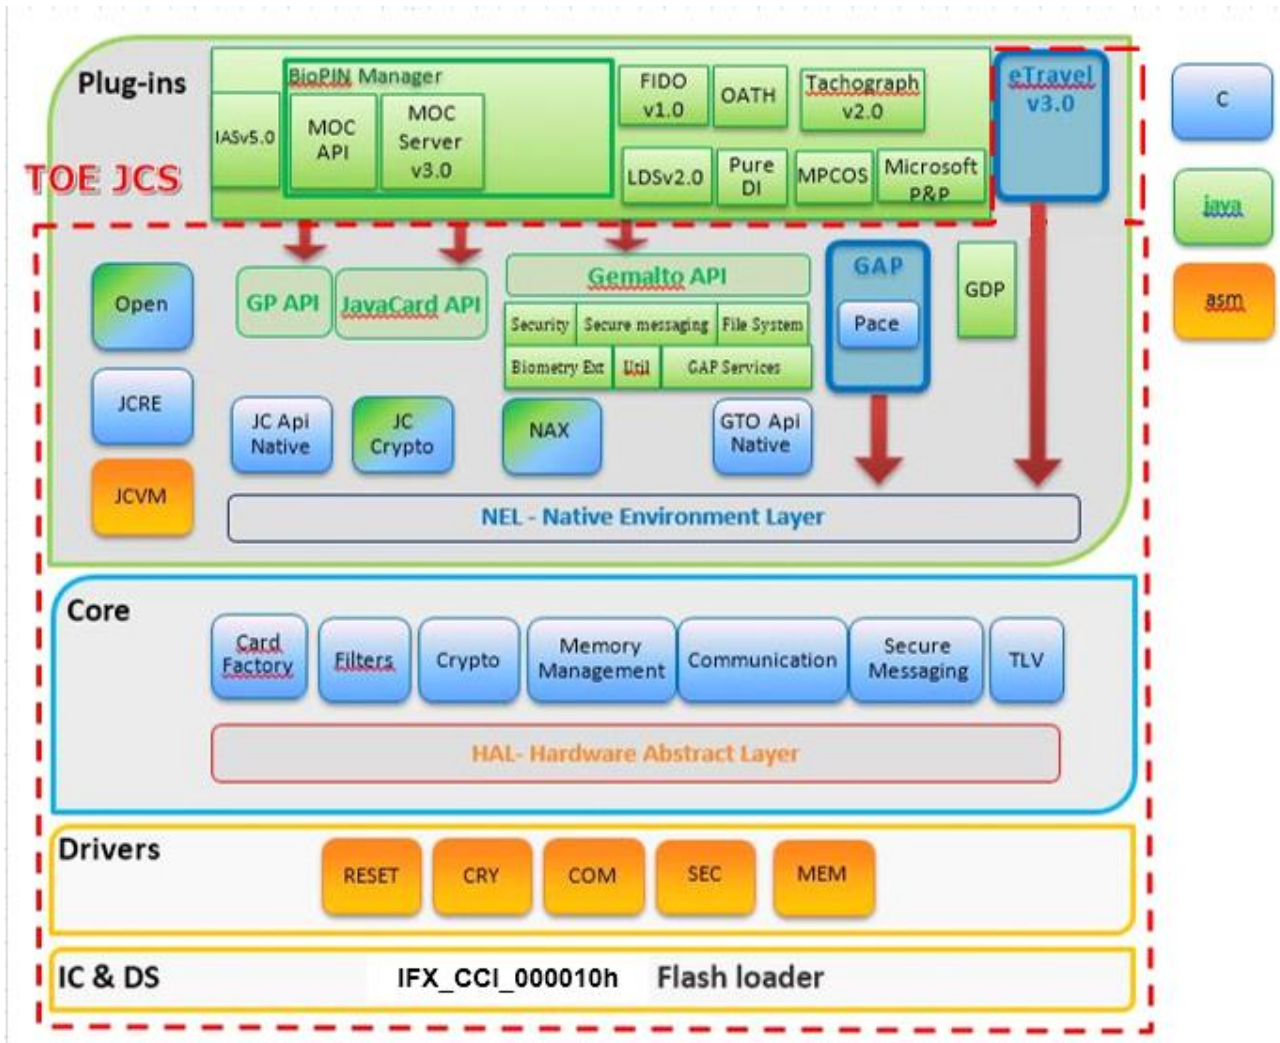 Plug-ins
BioPIN Manager
IASv5.0
MOC
API
MOC
Server
v3.0
FIDO
v1.0
OATH
Tachograph
v2.0
LDSv2.0
Pure
DI
MPCOS
Microsoft
P&P
eTravel
v3.0
C
java
asm
TOE JCS
Open
JCRE
JCVM
GP API
JavaCard API
Gemalto API
Security
Secure messaging
File System
Biometry Ext
Util
GAP Services
GAP
Pace
GDP
JC Api
Native
JC
Crypto
NAX
GTO Api
Native
NEL - Native Environment Layer
Core
Card
Factory
Filters
Crypto
Memory
Management
Communication
Secure
Messaging
TLV
HAL- Hardware Abstract Layer
Drivers
RESET
CRY
COM
SEC
MEM
IC & DS
IFX_CCI_000010h
Flash loader